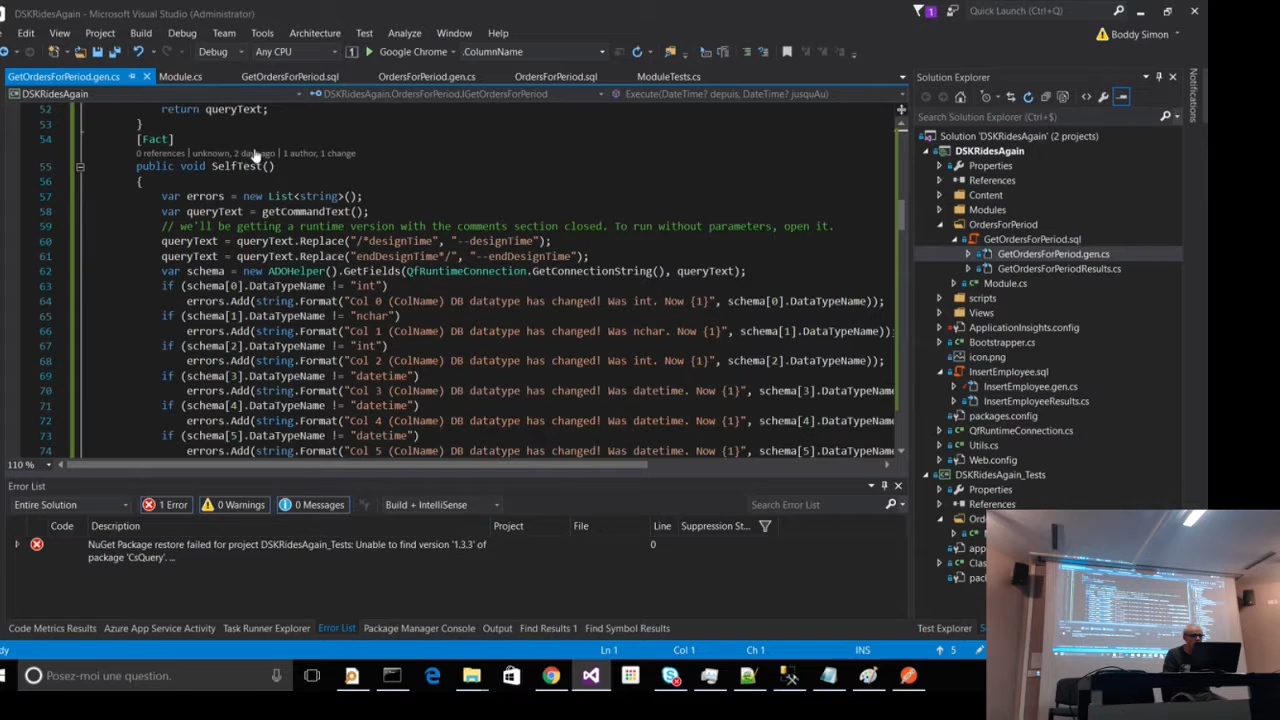 DSKRidesAgain - Microsoft Visual Studio (Administrator)
1
Quick Launch (Ctrl+Q)
Edit View Project Build Debug Team Tools Architecture Test Analyze Window Help
Boddy Simon
Debug Any CPU 1 Google Chrome .ColumnName
GetOrdersForPeriod.gen.cs Module.cs GetOrdersForPeriod.sql OrdersForPeriod.gen.cs OrdersForPeriod.sql ModuleTests.cs
DSKRidesAgain DSKRidesAgain.OrdersForPeriod.IGetOrdersForPeriod Execute(DateTime? depuis, DateTime? jusquAu)
52 return queryText;
53 }
54 [Fact]
0 references | unknown, 2 days ago | 1 author, 1 change
55 public void SelfTest()
56 {
57 var errors = new List<string>();
58 var queryText = getCommandText();
59 // we'll be getting a runtime version with the comments section closed. To run without parameters, open it.
60 queryText = queryText.Replace("/*designTime", "--designTime");
61 queryText = queryText.Replace("endDesignTime*/", "--endDesignTime");
62 var schema = new ADOHelper().GetFields(QfRuntimeConnection.GetConnectionString(), queryText);
63 if (schema[0].DataTypeName != "int")
64 errors.Add(string.Format("Col 0 (ColName) DB datatype has changed! Was int. Now {1}", schema[0].DataTypeName));
65 if (schema[1].DataTypeName != "nchar")
66 errors.Add(string.Format("Col 1 (ColName) DB datatype has changed! Was nchar. Now {1}", schema[1].DataTypeName));
67 if (schema[2].DataTypeName != "int")
68 errors.Add(string.Format("Col 2 (ColName) DB datatype has changed! Was int. Now {1}", schema[2].DataTypeName));
69 if (schema[3].DataTypeName != "datetime")
70 errors.Add(string.Format("Col 3 (ColName) DB datatype has changed! Was datetime. Now {1}", schema[3].DataTypeName
71 if (schema[4].DataTypeName != "datetime")
72 errors.Add(string.Format("Col 4 (ColName) DB datatype has changed! Was datetime. Now {1}", schema[4].DataTypeName
73 if (schema[5].DataTypeName != "datetime")
74 errors.Add(string.Format("Col 5 (ColName) DB datatype has changed! Was datetime. Now {1}", schema[5].DataTypeName
110 %
Solution Explorer
Search Solution Explorer (Ctrl+$)
Solution 'DSKRidesAgain' (2 projects)
DSKRidesAgain
Properties
References
Content
Modules
OrdersForPeriod
GetOrdersForPeriod.sql
GetOrdersForPeriod.gen.cs
GetOrdersForPeriodResults.cs
Module.cs
scripts
Views
ApplicationInsights.config
Bootstrapper.cs
icon.png
InsertEmployee.sql
InsertEmployee.gen.cs
InsertEmployeeResults.cs
packages.config
QfRuntimeConnection.cs
Utils.cs
Web.config
DSKRidesAgain_Tests
Properties
References
Ord
app
Clas
pack
Test Explorer
Notifications
Error List
Entire Solution 1 Error 0 Warnings 0 Messages Build + IntelliSense Search Error List
Code Description Project File Line Suppression St...
NuGet Package restore failed for project DSKRidesAgain_Tests: Unable to find version '1.3.3' of package 'CsQuery'. ... 0
Code Metrics Results Azure App Service Activity Task Runner Explorer Error List Package Manager Console Output Find Results 1 Find Symbol Results
Ln 1 Col 1 Ch 1 INS 5
Posez-moi une question.